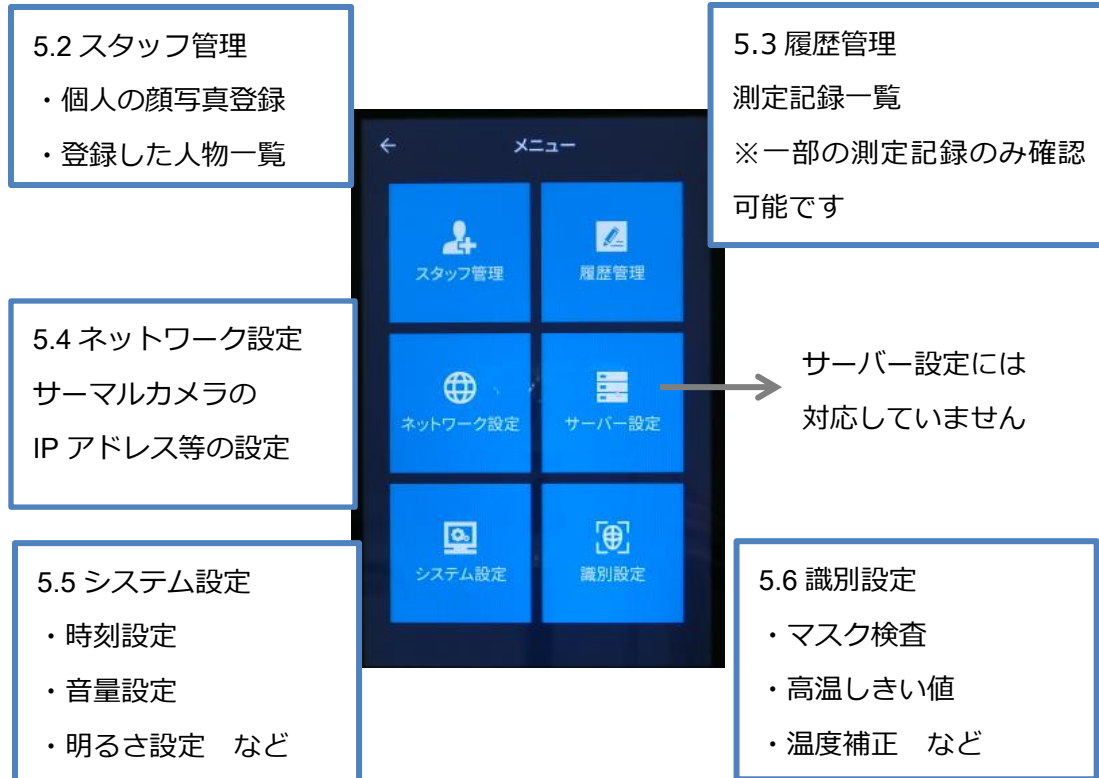 5.2 スタッフ管理
・個人の顔写真登録
・登録した人物一覧
5.3 履歴管理
測定記録一覧
※一部の測定記録のみ確認
可能です
メニュー
スタッフ管理
履歴管理
5.4 ネットワーク設定
サーマルカメラの
IP アドレス等の設定
ネットワーク設定
サーバー設定
サーバー設定には
対応していません
システム設定
識別設定
5.5 システム設定
・時刻設定
・音量設定
・明るさ設定　など
5.6 識別設定
・マスク検査
・高温しきい値
・温度補正　など